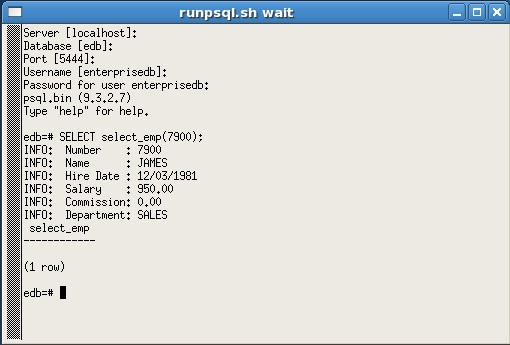 runpsql.sh wait
Server [localhost]:
Database [edb]:
Port [5444]:
Username [enterprisedb]:
Password for user enterprisedb:
psql.bin (9.3.2.7)
Type "help" for help.
edb=# SELECT select_emp(7900);
INFO:  Number    : 7900
INFO:  Name      : JAMES
INFO:  Hire Date : 12/03/1981
INFO:  Salary    : 950.00
INFO:  Commission: 0.00
INFO:  Department: SALES
 select_emp
------------
(1 row)
edb=#